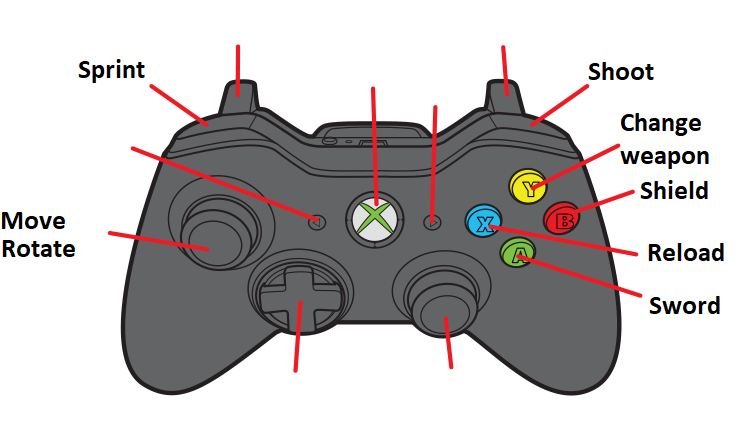 Sprint
Shoot
Change
weapon
Y
Shield
B
Move
Rotate
X
Reload
A
Sword